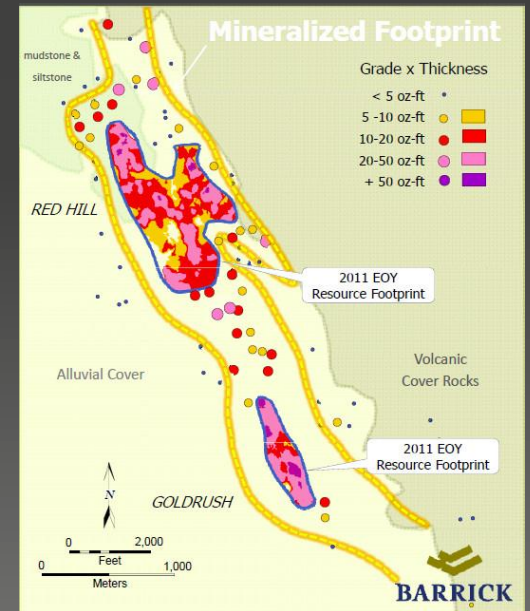 Mineralized Footprint
mudstone &
siltstone
Grade x Thickness
< 5 oz-ft
5 -10 oz-ft
10-20 oz-ft
20-50 oz-ft
+ 50 oz-ft
RED HILL
2011 EOY
Resource Footprint
Alluvial Cover
Volcanic
Cover Rocks
2011 EOY
Resource Footprint
N
GOLDRUSH
0 2,000
Feet
0 1,000
Meters
BARRICK